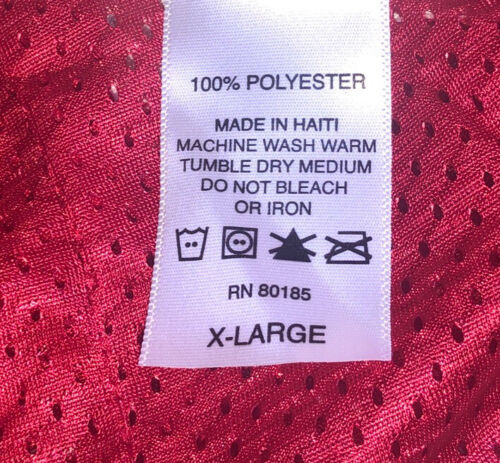 100% POLYESTER
MADE IN HAITI
MACHINE WASH WARM
TUMBLE DRY MEDIUM
DO NOT BLEACH
OR IRON
RN 80185
X-LARGE